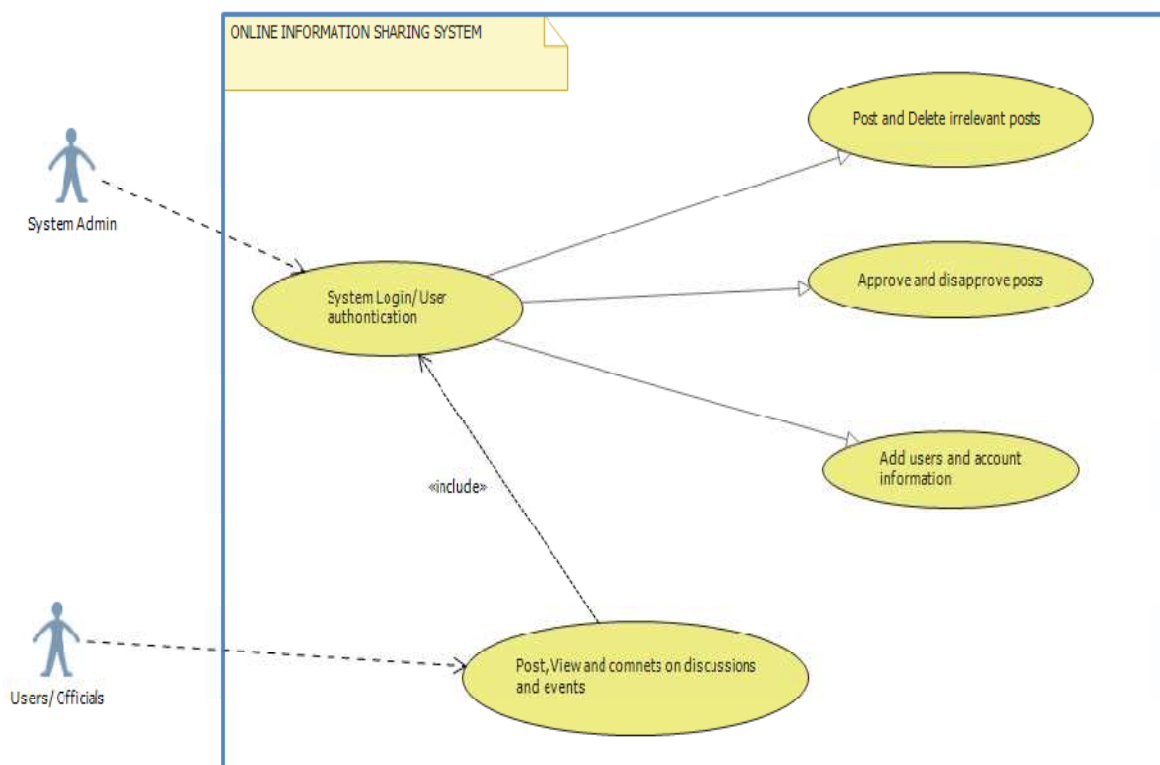 ONLINE INFORMATION SHARING SYSTEM
Post and Delete irrelevant posts
System Admin
Approve and disapprove posts
System Login/ User
authontication
Add users and account
information
«include»
Post, View and comnets on discussions
and events
Users/ Officials